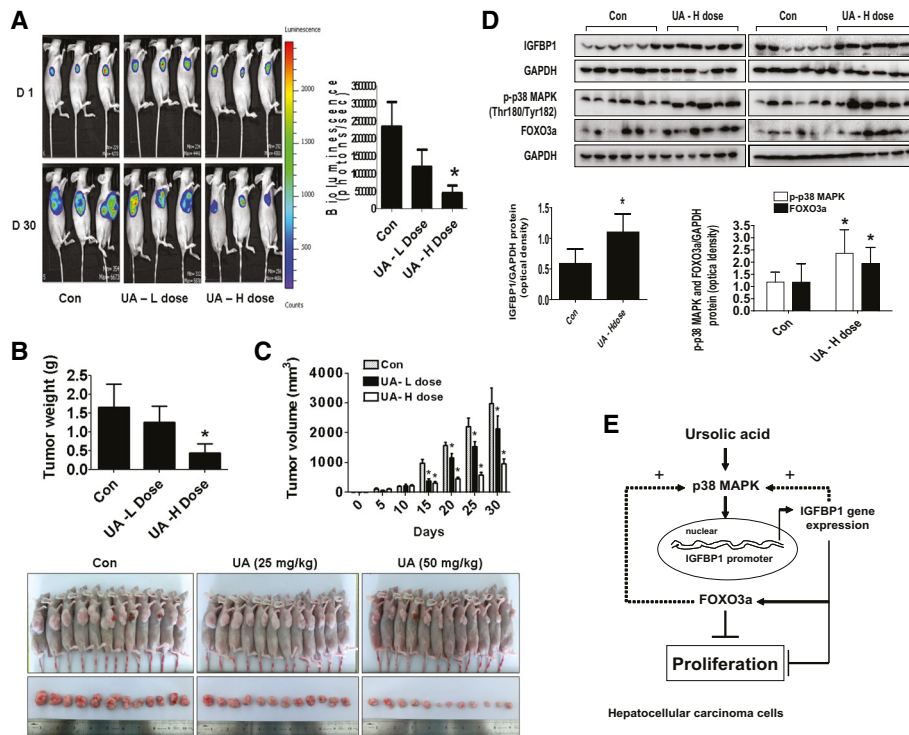 A
Luminescence
D 1
D 30
4000
2000
1500
1000
500
Counts
Con
UA – L dose
UA – H dose
Bioluminescence
(photons/sec)
Con
UA - L Dose
UA - H Dose
*
B
Tumor weight (g)
2.5
2.0
1.5
1.0
0.5
0.0
*
Con
UA -L Dose
UA -H Dose
C
Tumor volume (mm3)
Con
UA- L dose
UA- H dose
4000
3000
2000
1000
0
* * * * * * * *
0 5 10 15 20 25 30
Days
Con
UA (25 mg/kg)
UA (50 mg/kg)
D
Con
UA - H dose
Con
UA - H dose
IGFBP1
GAPDH
p-p38 MAPK
(Thr180/Tyr182)
FOXO3a
GAPDH
IGFBP1/GAPDH protein
(optical density)
1.5
1.0
0.5
0.0
*
Con
UA - Hdose
p-p38 MAPK
FOXO3a
p-p38 MAPK and FOXO3a/GAPDH
protein (optical ldensity)
4.0
3.5
3.0
2.5
2.0
1.5
1.0
0.5
0.0
* *
Con
UA - H dose
E
Ursolic acid
+ +
p38 MAPK
IGFBP1 gene
expression
nuclear
IGFBP1 promoter
FOXO3a
Proliferation
Hepatocellular carcinoma cells